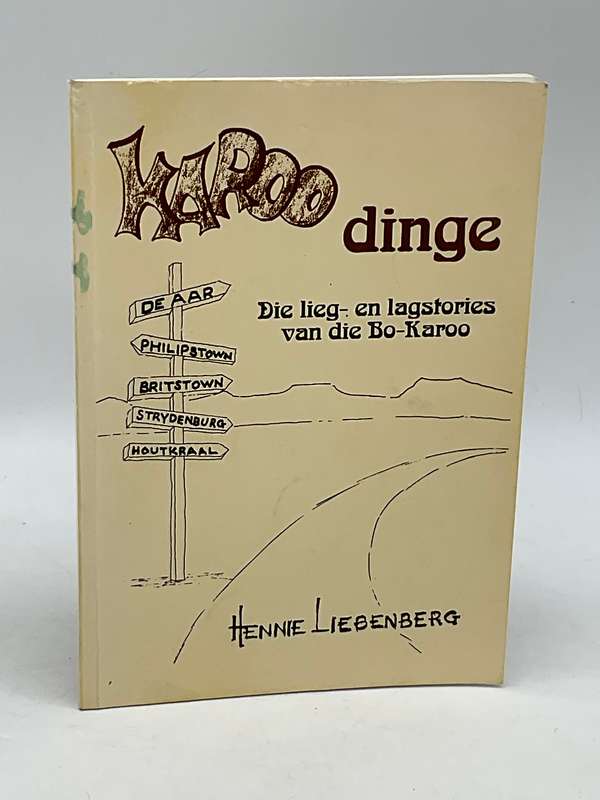 KAROO
dinge
Die lieg- en lagstories
van die Bo-Karoo
DE AAR
PHILIPSTOWN
BRITSTOWN
STRYDENBURG
HOUTKRAAL
HENNIE LIEBENBERG